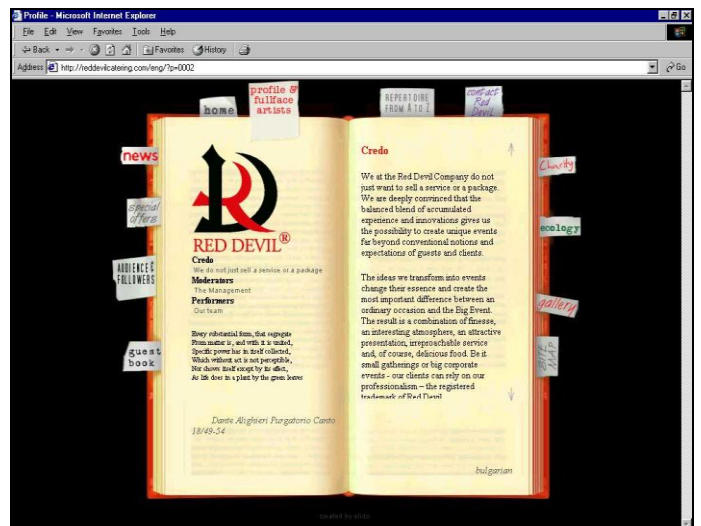 Profile - Microsoft Internet Explorer
File Edit View Favorites Tools Help
Back Favorites History
Address http://reddevilcatering.com/eng/?p=0002 Go
home
profile &
fullface
artists
REPERTOIRE
FROM A TO Z
contact
Red
Devil
news
special
offers
AUDIENCE &
FOLLOWERS
guest
book
RED DEVIL®
Credo
We do not just sell a service or a package
Moderators
The Management
Performers
Our team
Every substantial form, that segregate
From matter is, and with it is united,
Specific power has in itself collected,
Which without act is not perceptible,
Nor shows itself except by its effect,
As life does in a plant by the green leaves
Dante Alighieri Purgatorio Canto
18/49-54
Credo
We at the Red Devil Company do not
just want to sell a service or a package.
We are deeply convinced that the
balanced blend of accumulated
experience and innovations gives us
the possibility to create unique events
far beyond conventional notions and
expectations of guests and clients.
The ideas we transform into events
change their essence and create the
most important difference between an
ordinary occasion and the Big Event.
The result is a combination of finesse,
an interesting atmosphere, an attractive
presentation, irreproachable service
and, of course, delicious food. Be it
small gatherings or big corporate
events - our clients can rely on our
professionalism – the registered
trademark of Red Devil
bulgarian
Charity
ecology
gallery
SITE
MAP